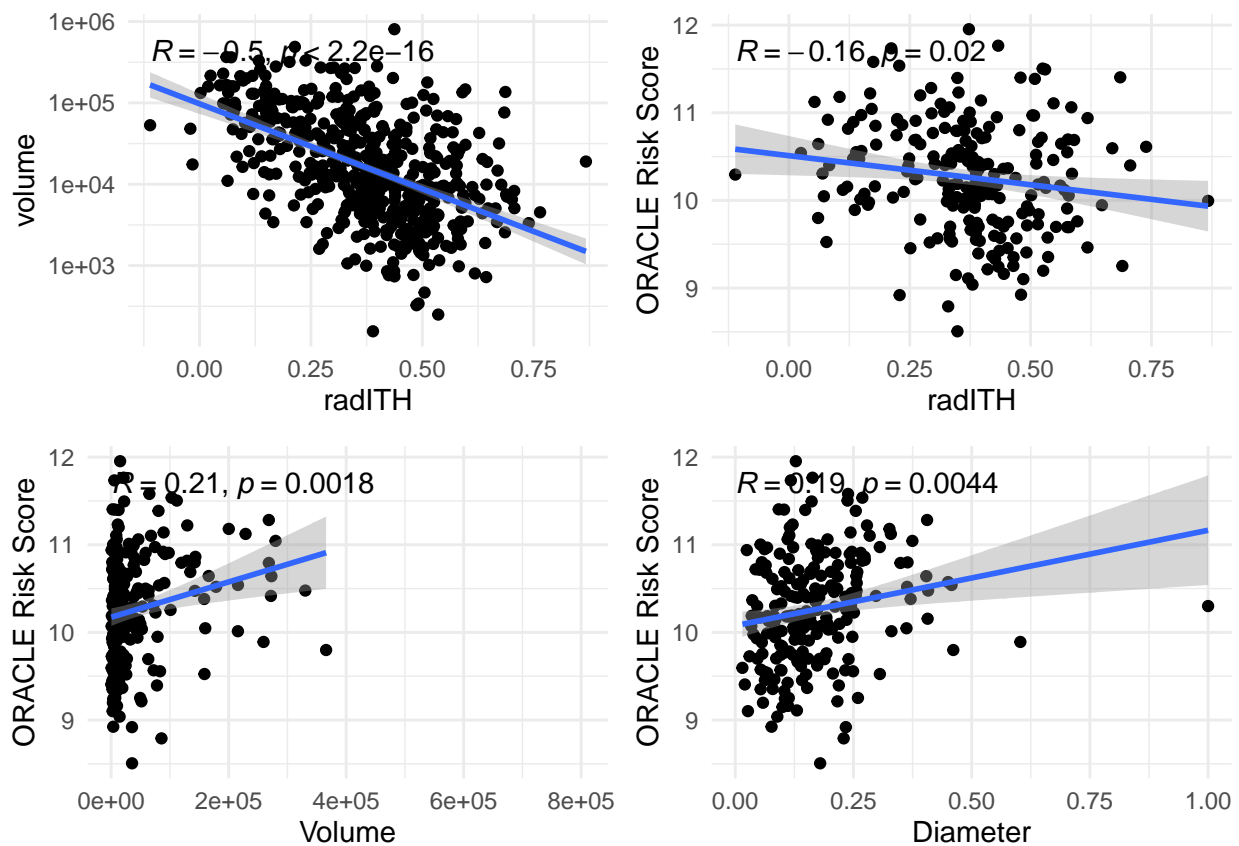 1e+06
1e+05
1e+04
1e+03
volume
R = −0.5, p < 2.2e−16
0.00 0.25 0.50 0.75
radITH
12
11
10
9
ORACLE Risk Score
R = −0.16, p = 0.02
0.00 0.25 0.50 0.75
radITH
12
11
10
9
ORACLE Risk Score
R = 0.21, p = 0.0018
0e+00 2e+05 4e+05 6e+05 8e+05
Volume
12
11
10
9
ORACLE Risk Score
R = 0.19, p = 0.0044
0.00 0.25 0.50 0.75 1.00
Diameter